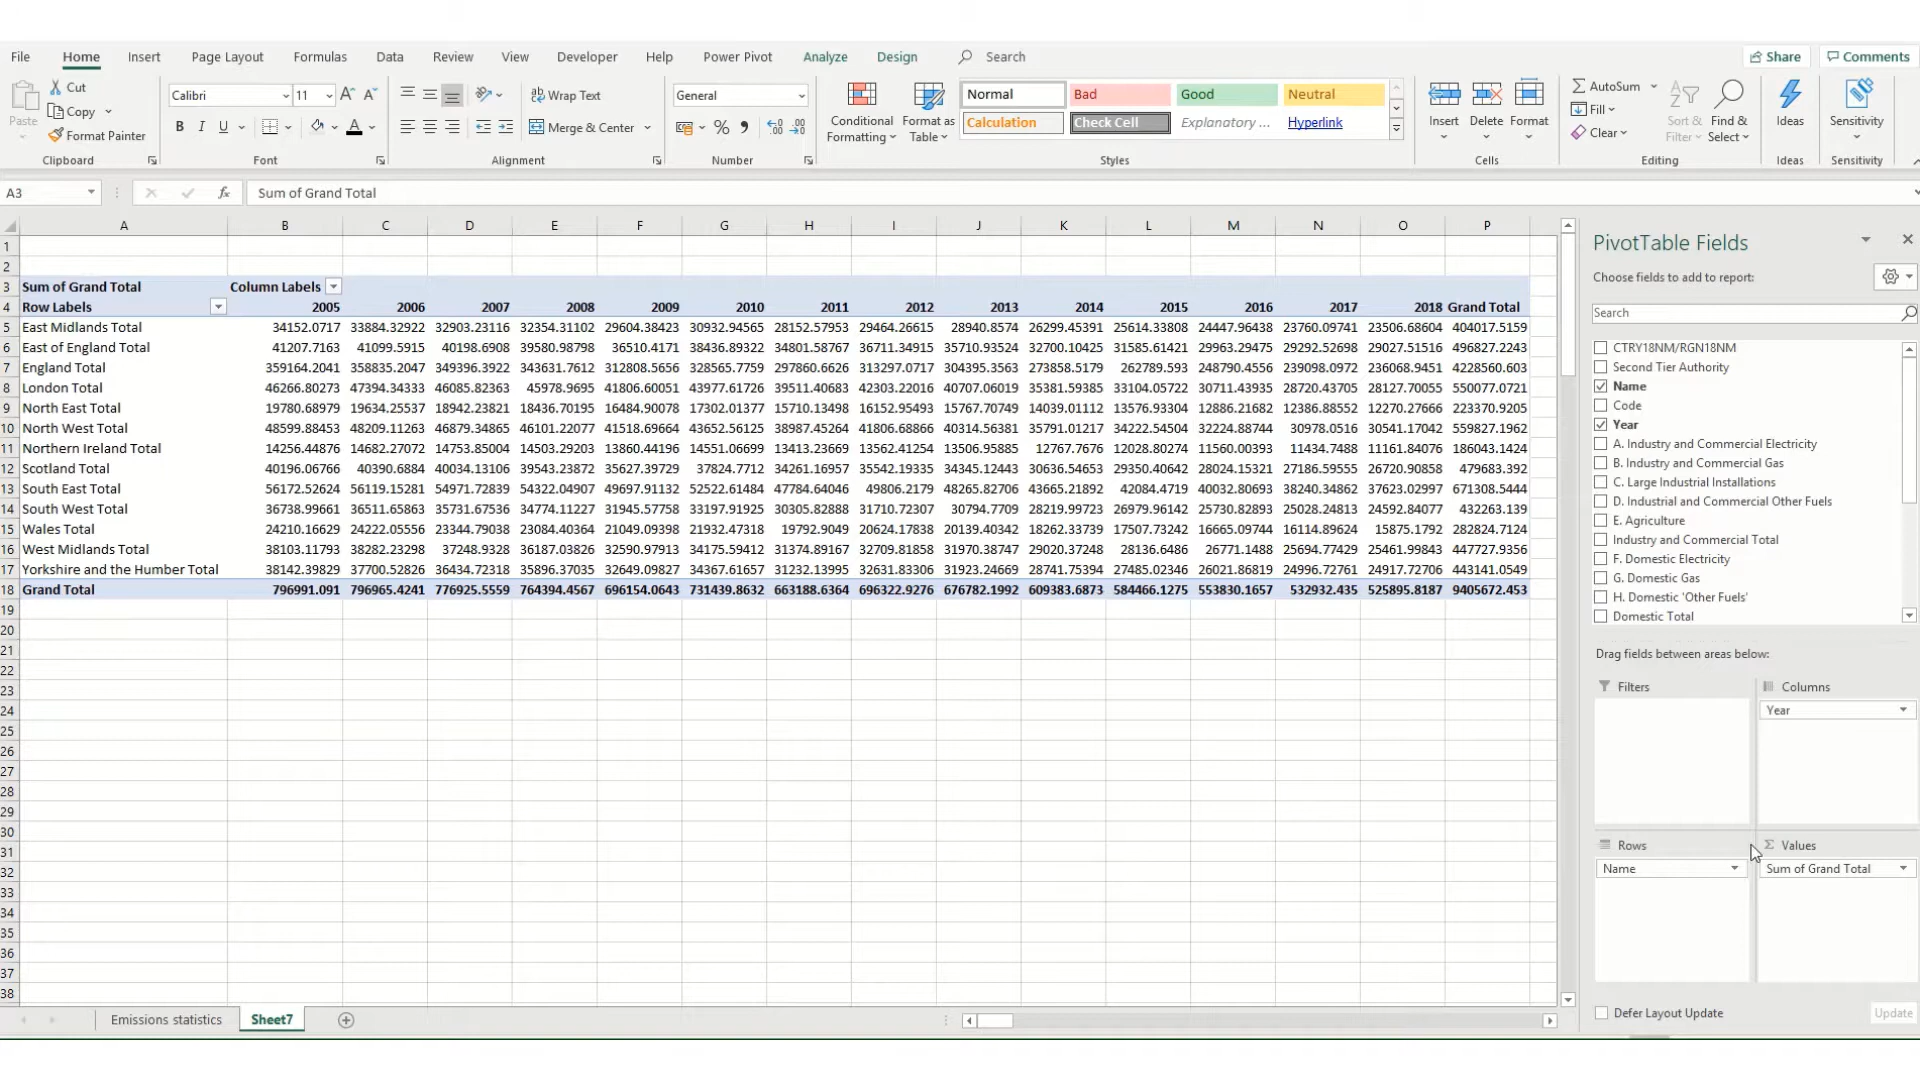 File Home Insert Page Layout Formulas Data Review View Developer Help Power Pivot Analyze Design Search Share Comments
Cut
Copy
Paste
Format Painter
Calibri 11
B I U
Wrap Text
Merge & Center
General
%
Conditional Formatting
Format as Table
Normal Bad Good Neutral
Calculation Check Cell Explanatory ... Hyperlink
Insert Delete Format
AutoSum
Fill
Clear
Sort & Filter
Find & Select
Ideas
Sensitivity
Clipboard Font Alignment Number Styles Cells Editing Ideas Sensitivity
A3 fx Sum of Grand Total
A B C D E F G H I J K L M N O P
1
2
3 Sum of Grand Total Column Labels
4 Row Labels 2005 2006 2007 2008 2009 2010 2011 2012 2013 2014 2015 2016 2017 2018 Grand Total
5 East Midlands Total 34152.0717 33884.32922 32903.23116 32354.31102 29604.38423 30932.94565 28152.57953 29464.26615 28940.8574 26299.45391 25614.33808 24447.96438 23760.09741 23506.68604 404017.5159
6 East of England Total 41207.7163 41099.5915 40198.6908 39580.98798 36510.4171 38436.89322 34801.58767 36711.34915 35710.93524 32700.10425 31585.61421 29963.29475 29292.52698 29027.51516 496827.2243
7 England Total 359164.2041 358835.2047 349396.3922 343631.7612 312808.5656 328565.7759 297860.6626 313297.0717 304395.3563 273858.5179 262789.593 248790.4556 239098.0972 236068.9451 4228560.603
8 London Total 46266.80273 47394.34333 46085.82363 45978.9695 41806.60051 43977.61726 39511.40683 42303.22016 40707.06019 35381.59385 33104.05722 30711.43935 28720.43705 28127.70055 550077.0721
9 North East Total 19780.68979 19634.25537 18942.23821 18436.70195 16484.90078 17302.01377 15710.13498 16152.95493 15767.70749 14039.01112 13576.93304 12886.21682 12386.88552 12270.27666 223370.9205
10 North West Total 48599.88453 48209.11263 46879.34865 46101.22077 41518.69664 43652.56125 38987.45264 41806.68866 40314.56381 35791.01217 34222.54504 32224.88744 30978.0516 30541.17042 559827.1962
11 Northern Ireland Total 14256.44876 14682.27072 14753.85004 14503.29203 13860.44196 14551.06699 13413.23669 13562.41254 13506.95885 12767.7676 12028.80274 11560.00393 11434.7488 11161.84076 186043.1424
12 Scotland Total 40196.06766 40390.6884 40034.13106 39543.23872 35627.39729 37824.7712 34261.16957 35542.19335 34345.12443 30636.54653 29350.40642 28024.15321 27186.59555 26720.90858 479683.392
13 South East Total 56172.52624 56119.15281 54971.72839 54322.04907 49697.91132 52522.61484 47784.64046 49806.2179 48265.82706 43665.21892 42084.4719 40032.80693 38240.34862 37623.02997 671308.5444
14 South West Total 36738.99661 36511.65863 35731.67536 34774.11227 31945.57758 33197.91925 30305.82888 31710.72307 30794.7709 28219.99723 26979.96142 25730.82893 25028.24813 24592.84077 432263.139
15 Wales Total 24210.16629 24222.05556 23344.79038 23084.40364 21049.09398 21932.47318 19792.9049 20624.17838 20139.40342 18262.33739 17507.73242 16665.09744 16114.89624 15875.1792 282824.7124
16 West Midlands Total 38103.11793 38282.23298 37248.9328 36187.03826 32590.97913 34175.59412 31374.89167 32709.81858 31970.38747 29020.37248 28136.6486 26771.1488 25694.77429 25461.99843 447727.9356
17 Yorkshire and the Humber Total 38142.39829 37700.52826 36434.72318 35896.37035 32649.09827 34367.61657 31232.13995 32631.83306 31923.24669 28741.75394 27485.02346 26021.86819 24996.72761 24917.72706 443141.0549
18 Grand Total 796991.091 796965.4241 776925.5559 764394.4567 696154.0643 731439.8632 663188.6364 696322.9276 676782.1992 609383.6873 584466.1275 553830.1657 532932.435 525895.8187 9405672.453
19
20
21
22
23
24
25
26
27
28
29
30
31
32
33
34
35
36
37
38
Emissions statistics Sheet7
PivotTable Fields
Choose fields to add to report:
Search
CTRY18NM/RGN18NM
Second Tier Authority
Name
Code
Year
A. Industry and Commercial Electricity
B. Industry and Commercial Gas
C. Large Industrial Installations
D. Industrial and Commercial Other Fuels
E. Agriculture
Industry and Commercial Total
F. Domestic Electricity
G. Domestic Gas
H. Domestic 'Other Fuels'
Domestic Total
Drag fields between areas below:
Filters Columns
Year
Rows Σ Values
Name Sum of Grand Total
Defer Layout Update Update